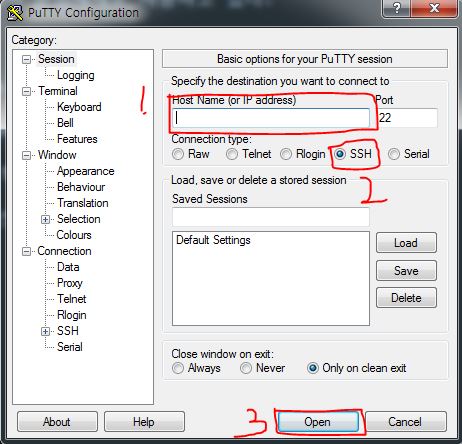 PuTTY Configuration
Category:
Session
Logging
Terminal
Keyboard
Bell
Features
Window
Appearance
Behaviour
Translation
Selection
Colours
Connection
Data
Proxy
Telnet
Rlogin
SSH
Serial
Basic options for your PuTTY session
Specify the destination you want to connect to
Host Name (or IP address) Port
1 22
Connection type:
Raw Telnet Rlogin SSH Serial
2
Load, save or delete a stored session
Saved Sessions
Default Settings
Load
Save
Delete
Close window on exit:
Always Never Only on clean exit
About Help 3 Open Cancel